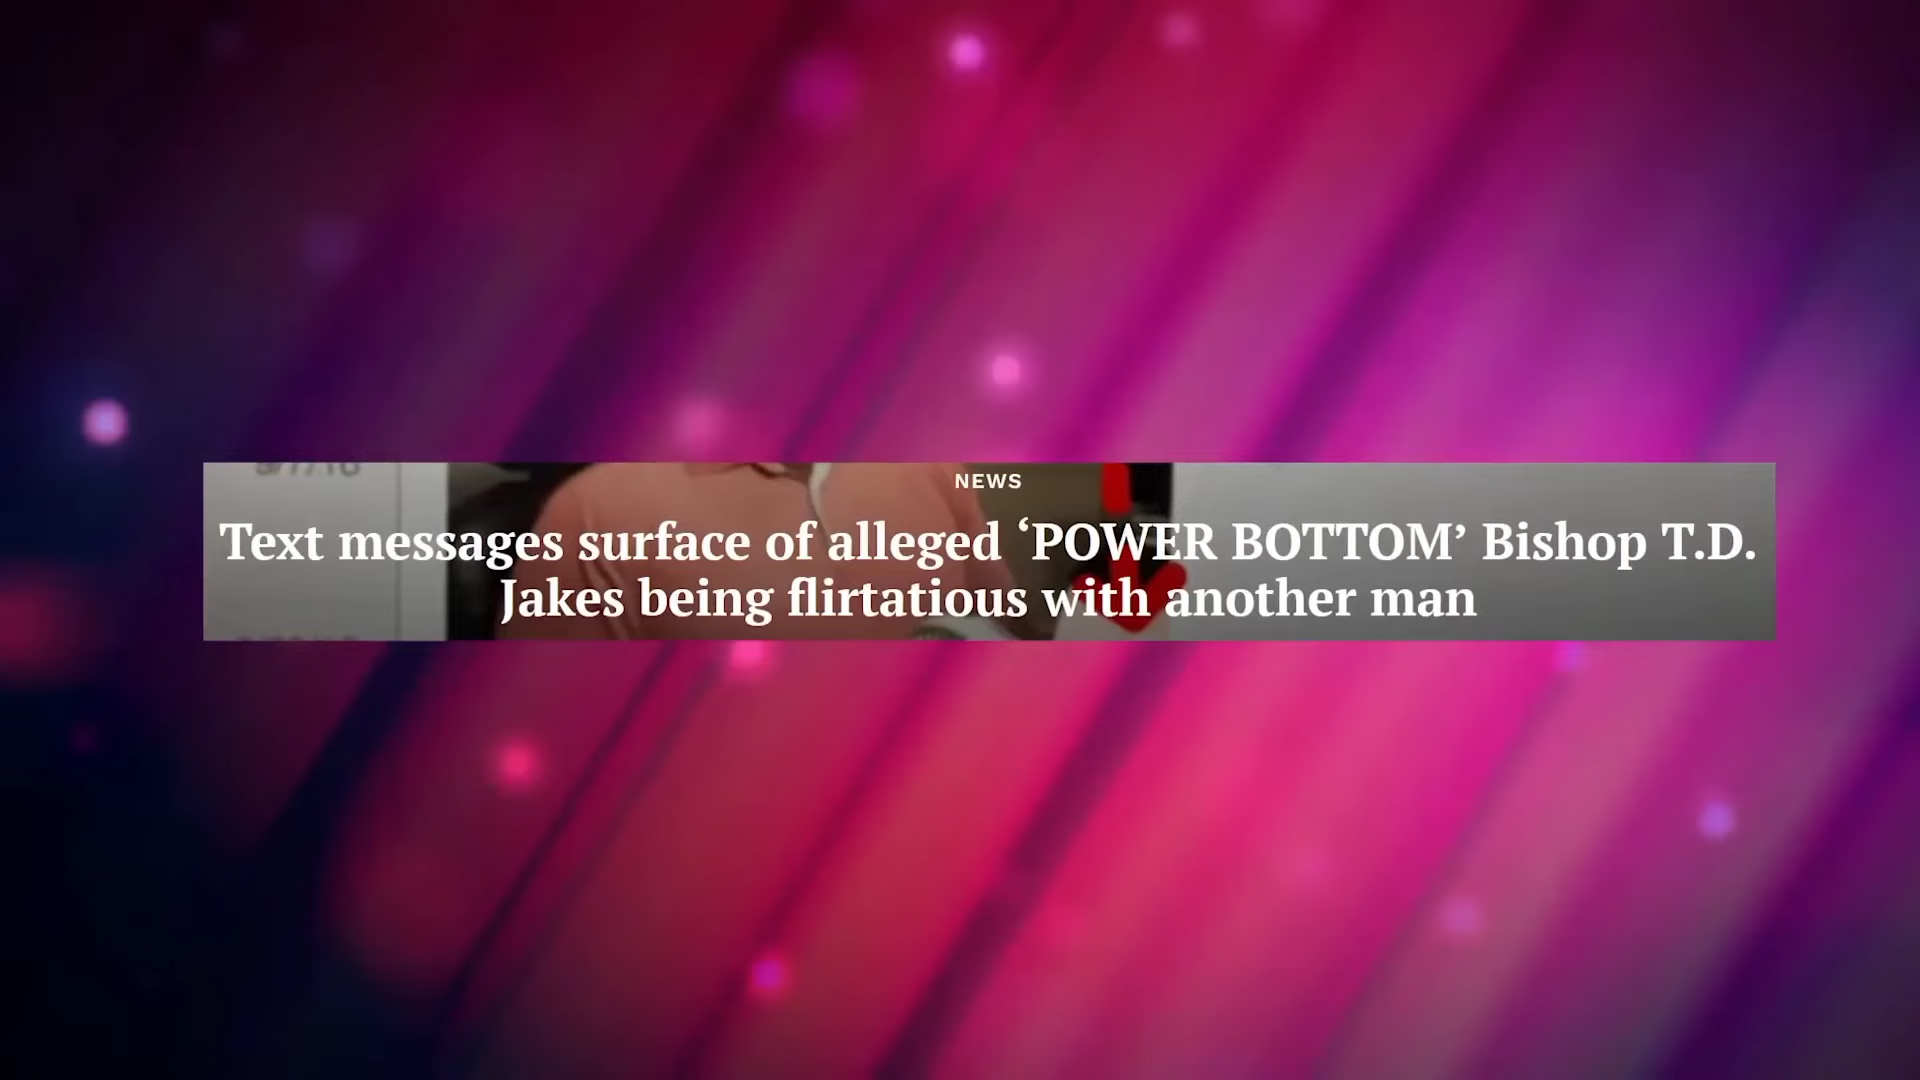 NEWS
Text messages surface of alleged ‘POWER BOTTOM’ Bishop T.D.
Jakes being flirtatious with another man